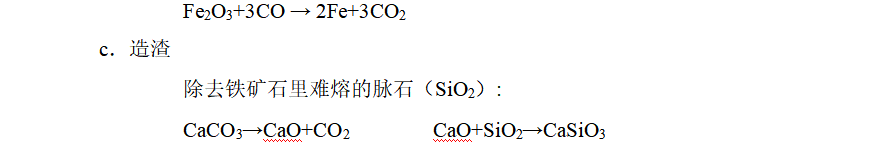 Fe₂O₃+3CO → 2Fe+3CO₂
c．造渣
除去铁矿石里难熔的脉石（SiO₂）:
CaCO₃→CaO+CO₂ CaO+SiO₂→CaSiO₃